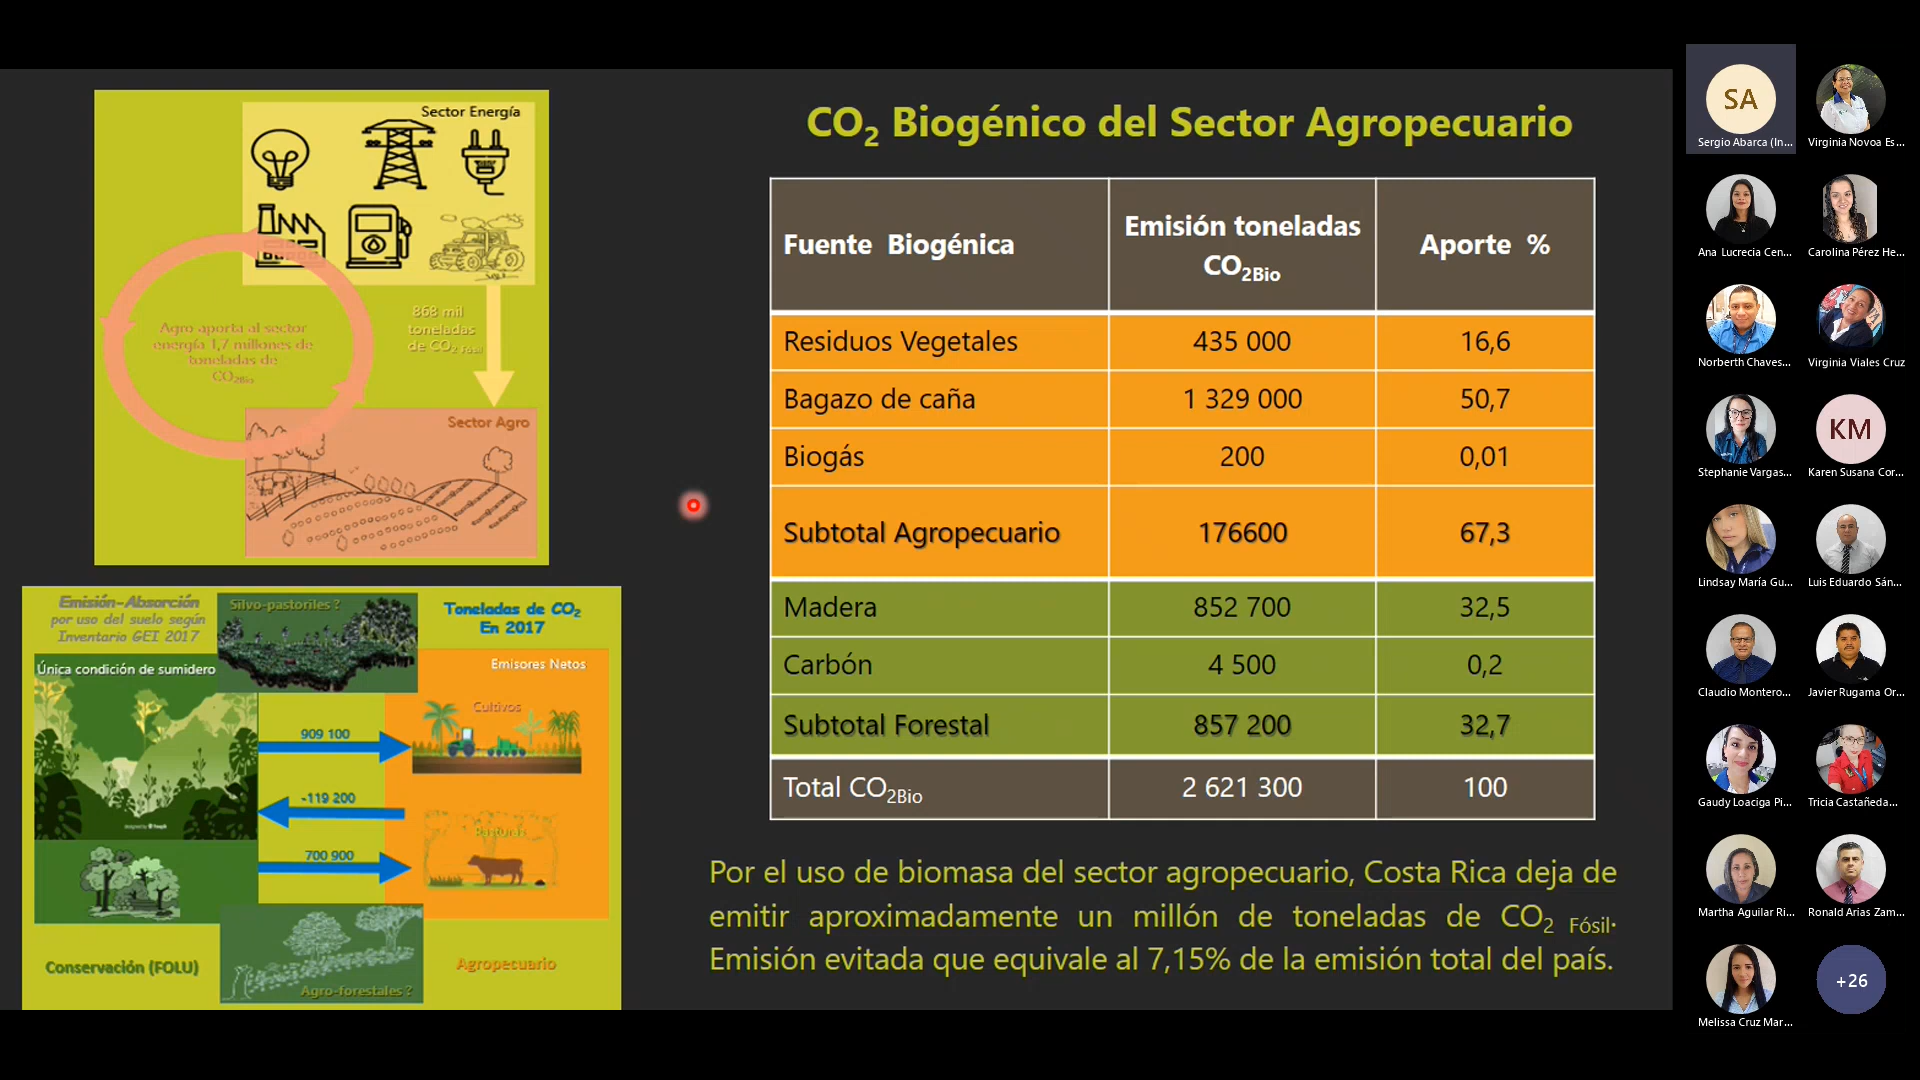 Sector Energía
Agro aporta al sector
energía 1,7 millones de
toneladas de
CO2Bio
868 mil
toneladas
de CO2 Fósil
Sector Agro
Emisión-Absorción
por uso del suelo según
Inventario GEI 2017
Silvo-pastoriles ?
Toneladas de CO2
En 2017
Única condición de sumidero
Emisores Netos
Cultivos
909 100
-119 200
Pasturas
700 900
Conservación (FOLU)
Agro-forestales ?
Agropecuario
CO2 Biogénico del Sector Agropecuario
Fuente Biogénica
Emisión toneladas
CO2Bio
Aporte %
Residuos Vegetales 435 000 16,6
Bagazo de caña 1 329 000 50,7
Biogás 200 0,01
Subtotal Agropecuario 176600 67,3
Madera 852 700 32,5
Carbón 4 500 0,2
Subtotal Forestal 857 200 32,7
Total CO2Bio 2 621 300 100
Por el uso de biomasa del sector agropecuario, Costa Rica deja de
emitir aproximadamente un millón de toneladas de CO2 Fósil.
Emisión evitada que equivale al 7,15% de la emisión total del país.
SA
Sergio Abarca (In...
Virginia Novoa Es...
Ana Lucrecia Cen...
Carolina Pérez He...
Norberth Chaves...
Virginia Viales Cruz
KM
Stephanie Vargas...
Karen Susana Cor...
Lindsay María Gu...
Luis Eduardo Sán...
Claudio Montero...
Javier Rugama Or...
Gaudy Loaciga Pi...
Tricia Castañeda...
Martha Aguilar Ri...
Ronald Arias Zam...
+26
Melissa Cruz Mar...